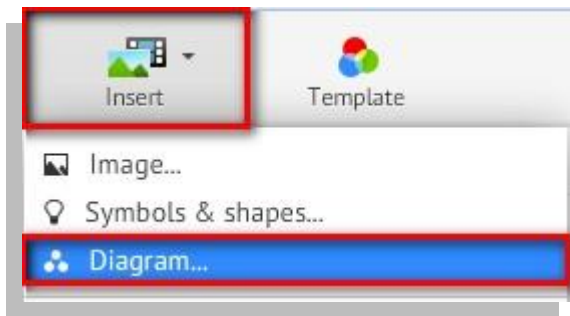 Insert
Template
Image...
Symbols & shapes...
Diagram...